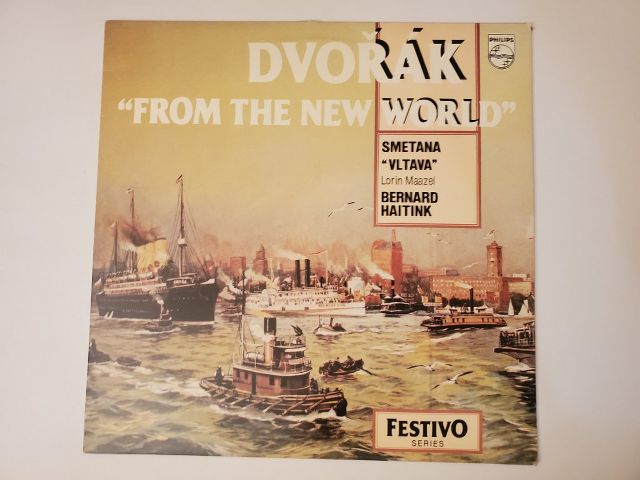 PHILIPS
DVOŘÁK
“FROM THE NEW WORLD”
SMETANA
“VLTAVA”
Lorin Maazel
BERNARD
HAITINK
FESTIVO
SERIES